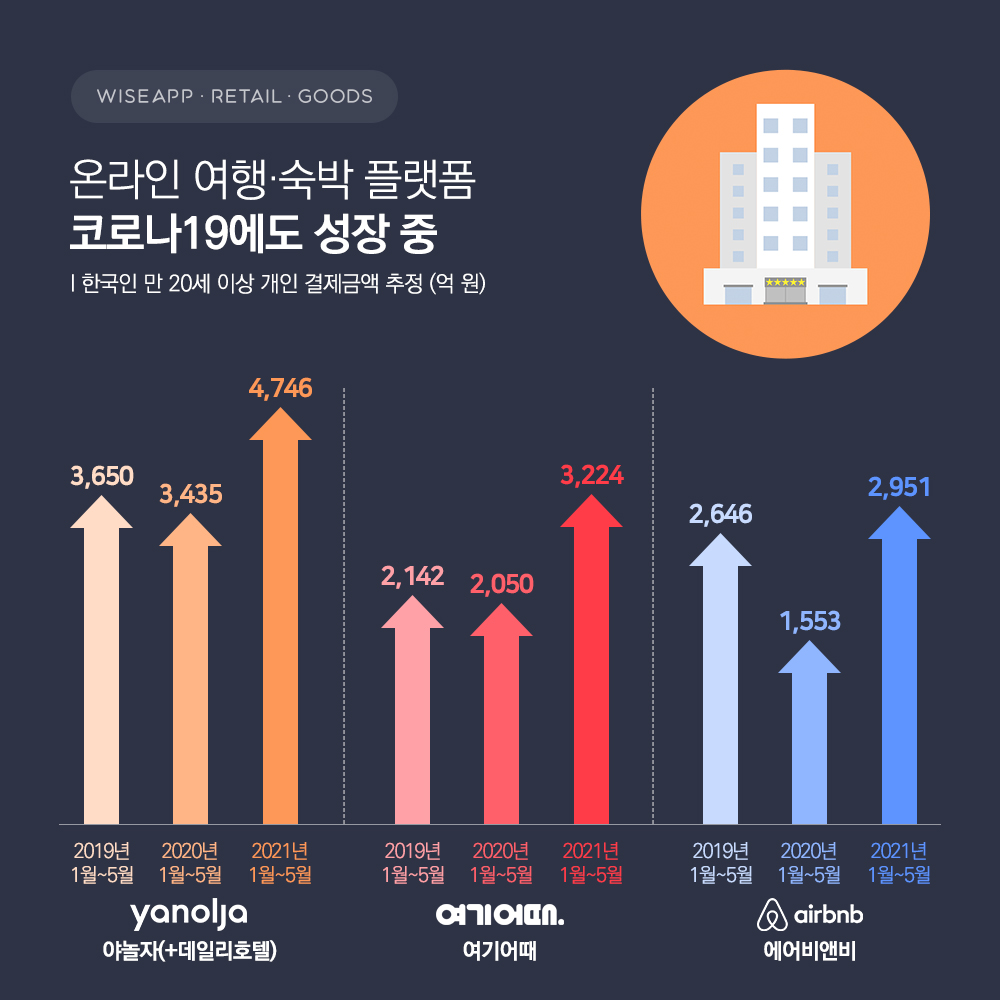 WISEAPP · RETAIL · GOODS
온라인 여행·숙박 플랫폼
코로나19에도 성장 중
| 한국인 만 20세 이상 개인 결제금액 추정 (억 원)
3,650
3,435
4,746
2019년
1월~5월
2020년
1월~5월
2021년
1월~5월
yanolja
야놀자(+데일리호텔)
2,142
2,050
3,224
2019년
1월~5월
2020년
1월~5월
2021년
1월~5월
여기어때.
여기어때
2,646
1,553
2,951
2019년
1월~5월
2020년
1월~5월
2021년
1월~5월
airbnb
에어비앤비